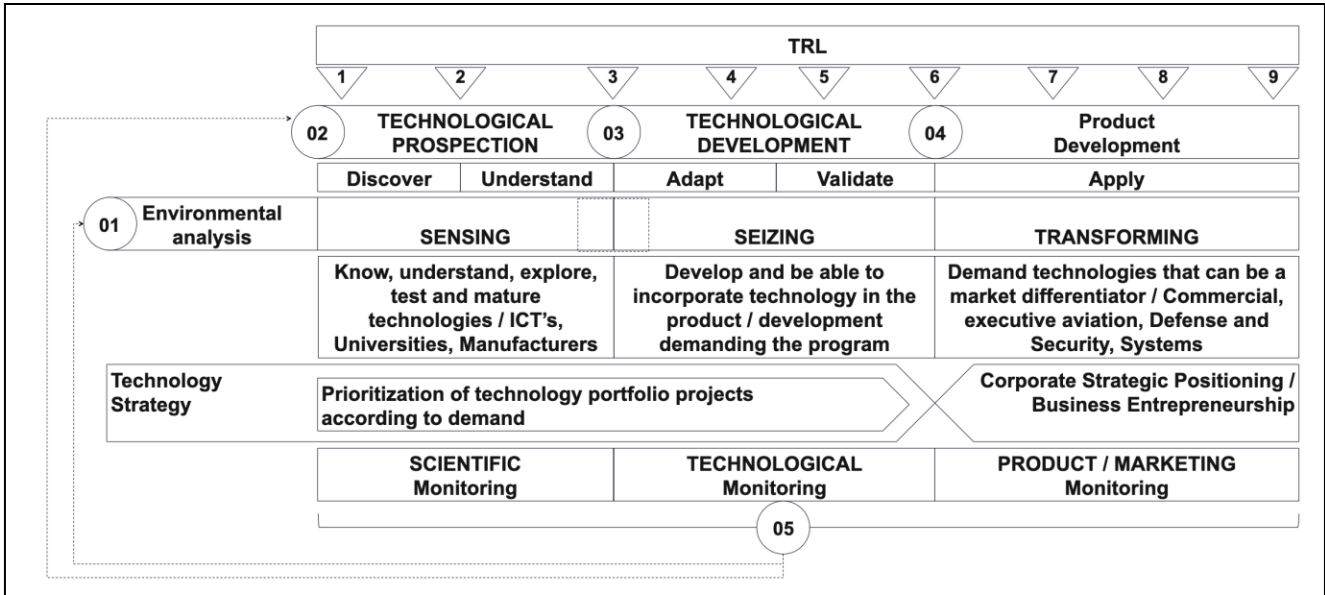 TRL
1 2 3 4 5 6 7 8 9
02 TECHNOLOGICAL
PROSPECTION
03 TECHNOLOGICAL
DEVELOPMENT
04 Product
Development
Discover Understand Adapt Validate Apply
01 Environmental
analysis
SENSING SEIZING TRANSFORMING
Know, understand, explore,
test and mature
technologies / ICT's,
Universities, Manufacturers
Develop and be able to
incorporate technology in the
product / development
demanding the program
Demand technologies that can be a
market differentiator / Commercial,
executive aviation, Defense and
Security, Systems
Technology
Strategy
Prioritization of technology portfolio projects
according to demand
Corporate Strategic Positioning /
Business Entrepreneurship
SCIENTIFIC
Monitoring
TECHNOLOGICAL
Monitoring
PRODUCT / MARKETING
Monitoring
05